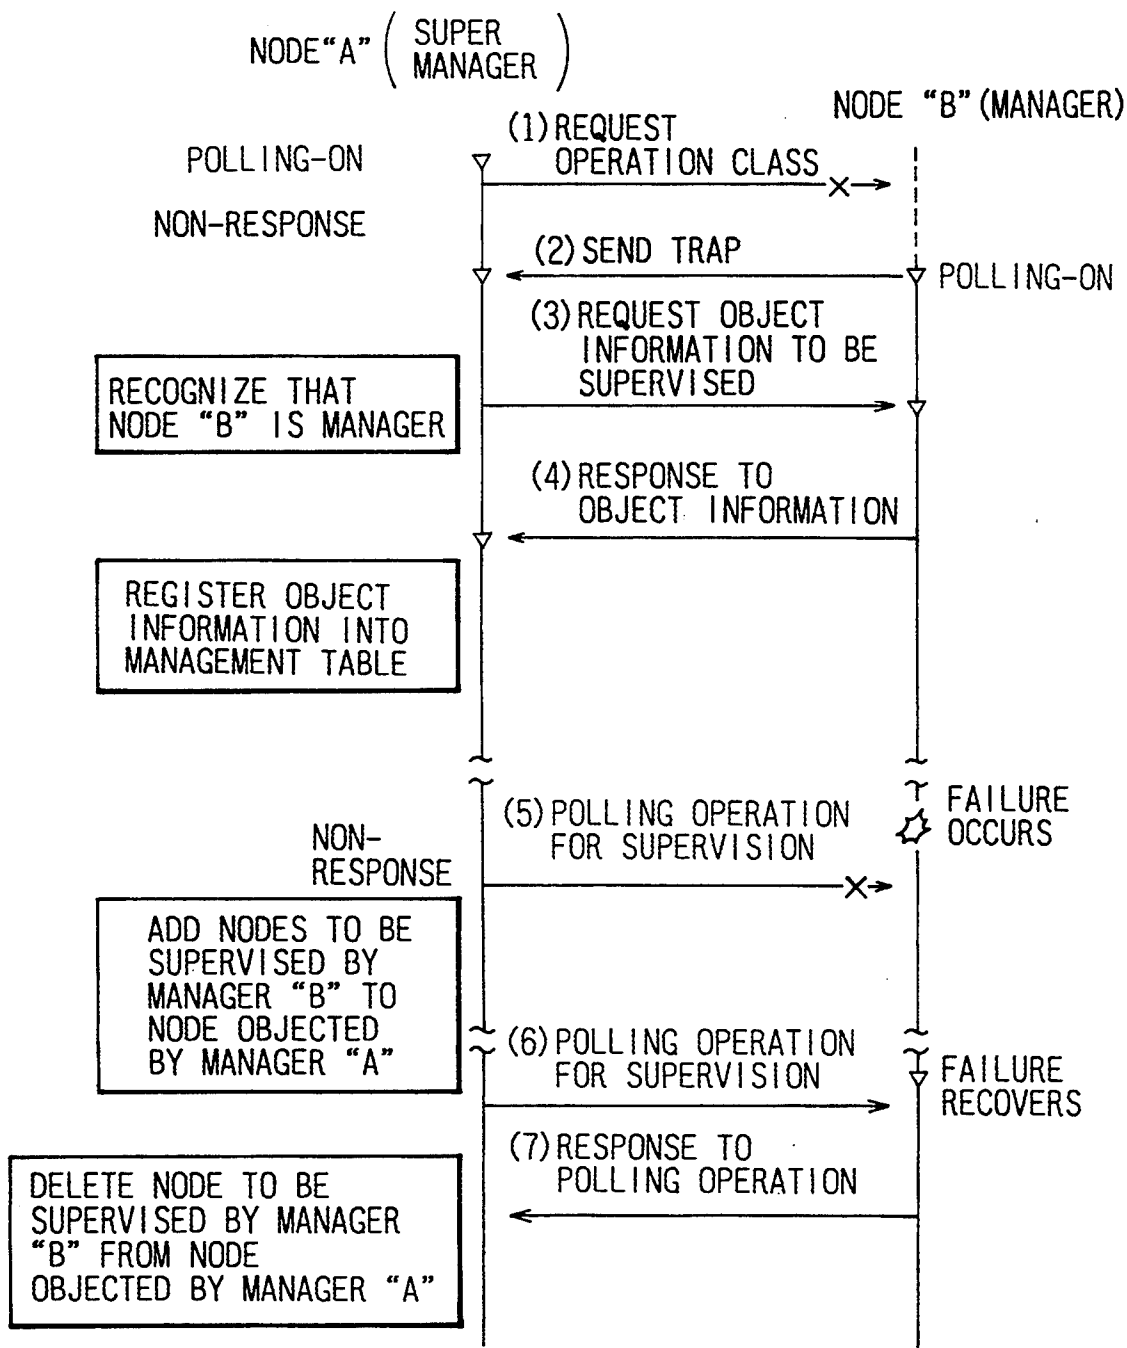 NODE "A" ( SUPER
MANAGER )
NODE "B" (MANAGER)
(1) REQUEST
OPERATION CLASS
POLLING-ON
NON-RESPONSE
(2) SEND TRAP
POLLING-ON
(3) REQUEST OBJECT
INFORMATION TO BE
SUPERVISED
RECOGNIZE THAT
NODE "B" IS MANAGER
(4) RESPONSE TO
OBJECT INFORMATION
REGISTER OBJECT
INFORMATION INTO
MANAGEMENT TABLE
FAILURE
OCCURS
(5) POLLING OPERATION
FOR SUPERVISION
NON-
RESPONSE
ADD NODES TO BE
SUPERVISED BY
MANAGER "B" TO
NODE OBJECTED
BY MANAGER "A"
(6) POLLING OPERATION
FOR SUPERVISION
FAILURE
RECOVERS
(7) RESPONSE TO
POLLING OPERATION
DELETE NODE TO BE
SUPERVISED BY MANAGER
"B" FROM NODE
OBJECTED BY MANAGER "A"